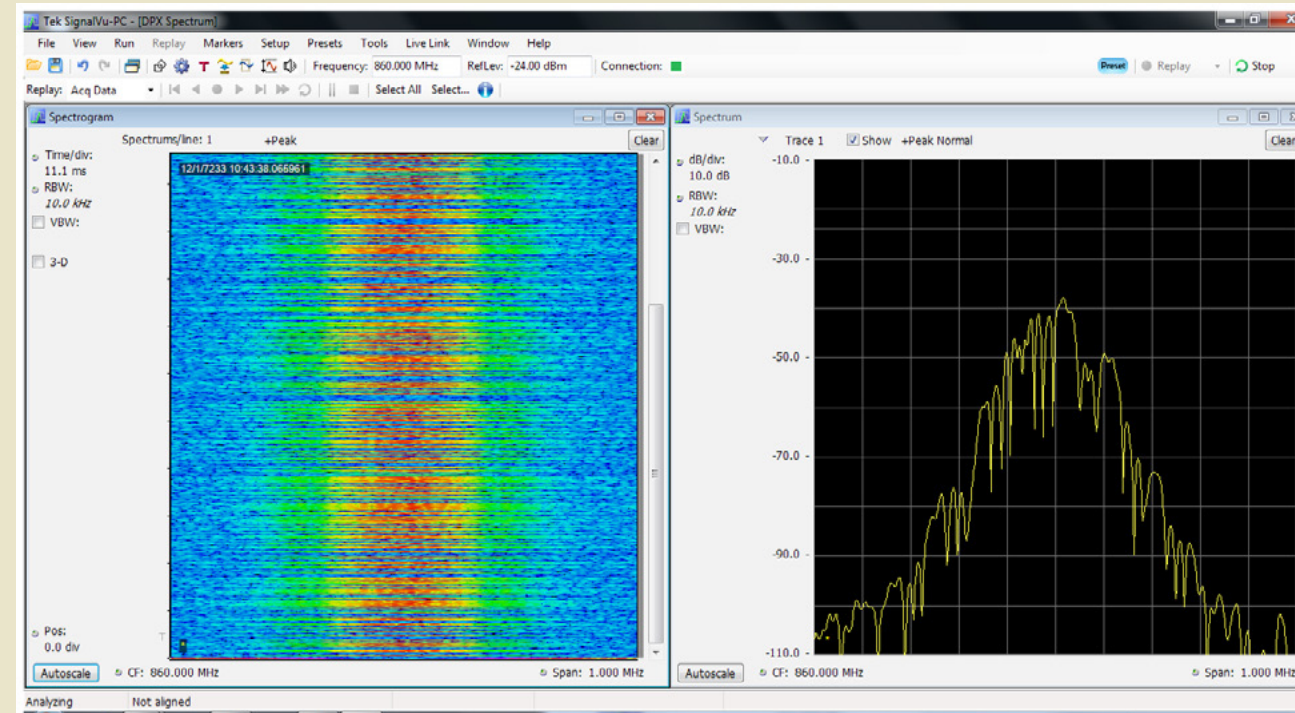 Tek SignalVu-PC - [DPX Spectrum]
File View Run Replay Markers Setup Presets Tools Live Link Window Help
T Frequency: 860.000 MHz RefLev: -24.00 dBm Connection: Preset Replay Stop
Replay: Acq Data Select All Select...
Spectrogram
Spectrums/line: 1 +Peak Clear
Time/div:
11.1 ms
RBW:
10.0 kHz
VBW:
3-D
12/1/7233 10:43:38.065961
Pos:
0.0 div
T
Autoscale CF: 860.000 MHz Span: 1.000 MHz
Spectrum
Trace 1 Show +Peak Normal Clear
dB/div:
10.0 dB
RBW:
10.0 kHz
VBW:
-10.0
-30.0
-50.0
-70.0
-90.0
-110.0
Autoscale CF: 860.000 MHz Span: 1.000 MHz
Analyzing Not aligned